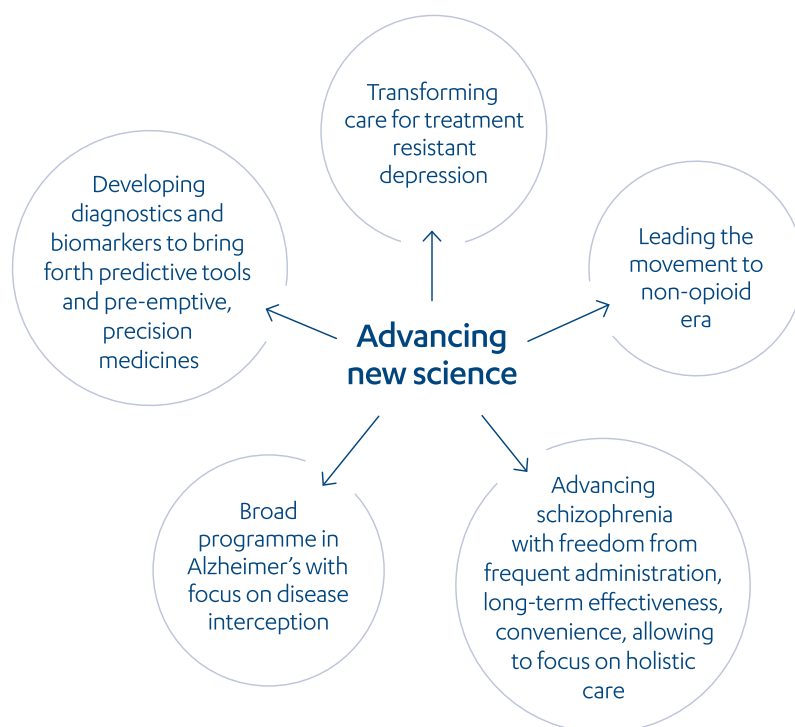 Transforming
care for treatment
resistant
depression
Developing
diagnostics and
biomarkers to bring
forth predictive tools
and pre-emptive,
precision
medicines
Leading the
movement to
non-opioid
era
Advancing
new science
Broad
programme in
Alzheimer's with
focus on disease
interception
Advancing
schizophrenia
with freedom from
frequent administration,
long-term effectiveness,
convenience, allowing
to focus on holistic
care